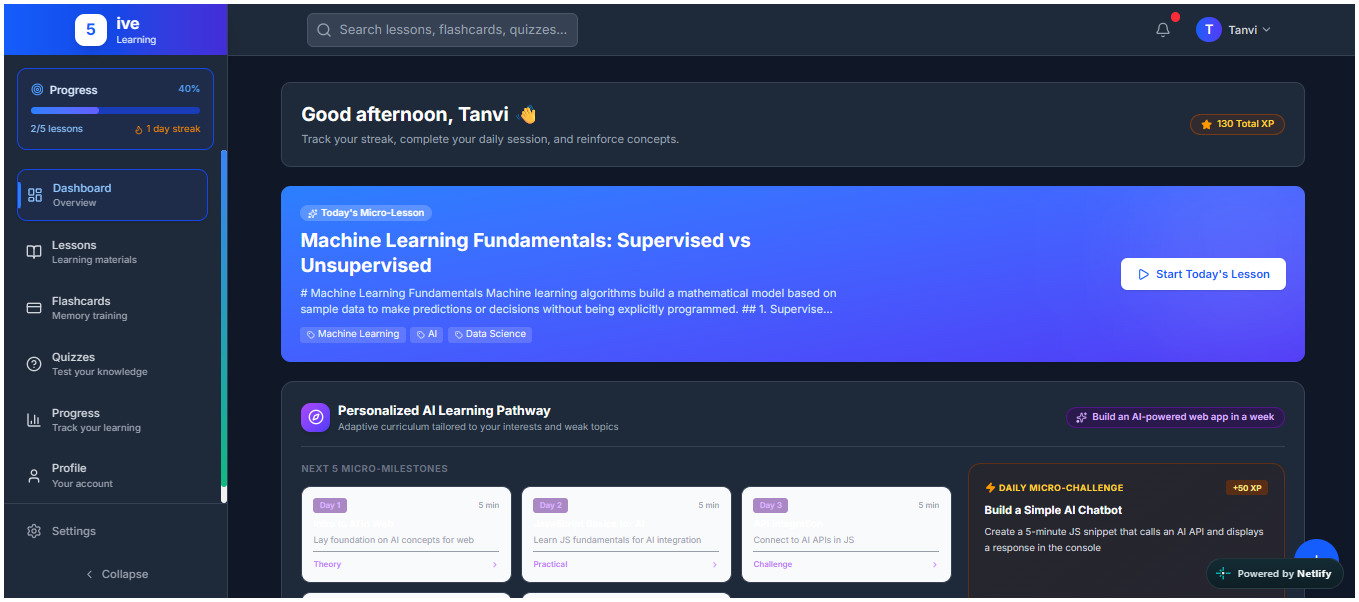 5
ive
Learning
Search lessons, flashcards, quizzes...
T
Tanvi
Progress
40%
2/5 lessons
1 day streak
Dashboard
Overview
Lessons
Learning materials
Flashcards
Memory training
Quizzes
Test your knowledge
Progress
Track your learning
Profile
Your account
Settings
Collapse
Good afternoon, Tanvi 👋
Track your streak, complete your daily session, and reinforce concepts.
130 Total XP
Today's Micro-Lesson
Machine Learning Fundamentals: Supervised vs
Unsupervised
# Machine Learning Fundamentals Machine learning algorithms build a mathematical model based on
sample data to make predictions or decisions without being explicitly programmed. ## 1. Supervise...
Machine Learning
AI
Data Science
Start Today's Lesson
Personalized AI Learning Pathway
Adaptive curriculum tailored to your interests and weak topics
Build an AI-powered web app in a week
NEXT 5 MICRO-MILESTONES
Day 1
5 min
Lay foundation on AI concepts for web
Theory
Day 2
5 min
Learn JS fundamentals for AI integration
Practical
Day 3
5 min
Connect to AI APIs in JS
Challenge
DAILY MICRO-CHALLENGE
+50 XP
Build a Simple AI Chatbot
Create a 5-minute JS snippet that calls an AI API and displays
a response in the console
Powered by Netlify